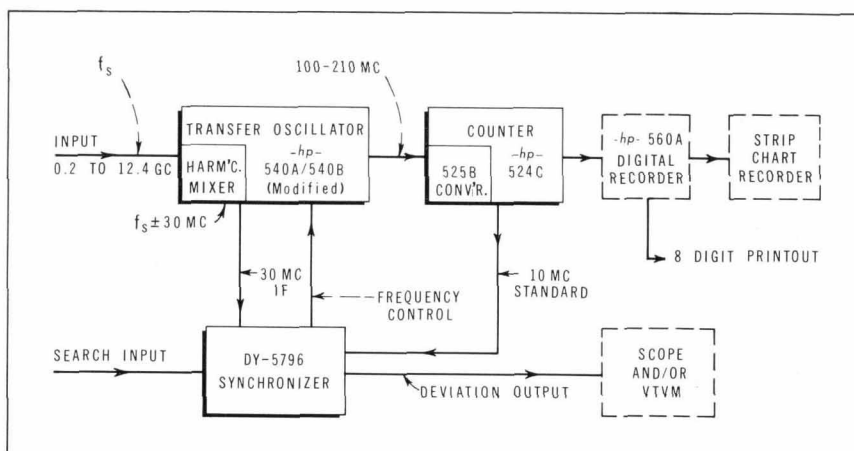 fs
100-210 MC
INPUT
0.2 TO 12.4 GC
TRANSFER OSCILLATOR
HARM'C.
MIXER
-hp-
540A/540B
(Modified)
COUNTER
525B
CONV'R.
-hp-
524C
-hp- 560A
DIGITAL
RECORDER
STRIP
CHART
RECORDER
fs ± 30 MC
8 DIGIT PRINTOUT
30 MC
IF
FREQUENCY
CONTROL
10 MC
STANDARD
SEARCH INPUT
DY-5796
SYNCHRONIZER
DEVIATION OUTPUT
SCOPE
AND/OR
VTVM